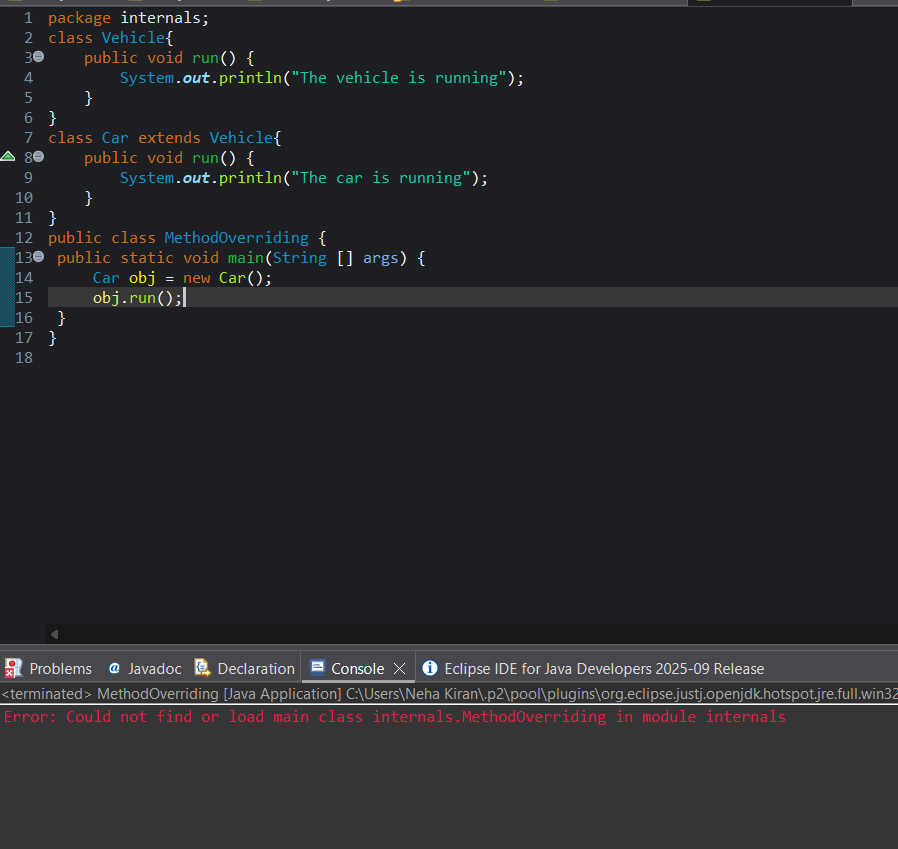 1 package internals;
2 class Vehicle{
3 public void run() {
4 System.out.println("The vehicle is running");
5 }
6 }
7 class Car extends Vehicle{
8 public void run() {
9 System.out.println("The car is running");
10 }
11 }
12 public class MethodOverriding {
13 public static void main(String [] args) {
14 Car obj = new Car();
15 obj.run();
16 }
17 }
18
Problems @ Javadoc Declaration Console Eclipse IDE for Java Developers 2025-09 Release
<terminated> MethodOverriding [Java Application] C:\Users\Neha Kiran\.p2\pool\plugins\org.eclipse.justj.openjdk.hotspot.jre.full.win32
Error: Could not find or load main class internals.MethodOverriding in module internals